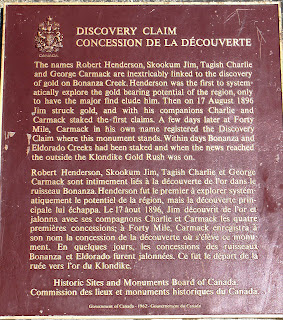 DISCOVERY CLAIM
CONCESSION DE LA DÉCOUVERTE
The names Robert Henderson, Skookum Jim, Tagish Charlie
and George Carmack are inextricably linked to the
discovery of gold on Bonanza Creek. Henderson was the first to system-
atically explore the gold bearing potential of the region, only
to have the major find elude him. Then on 17 August 1896
Jim struck gold, and with his companions Charlie and
Carmack staked the first claims. A few days later at Forty
Mile, Carmack in his own name registered the Discovery
Claim where this monument stands. Within days Bonanza and
Eldorado Creeks had been staked and when the news reached
the outside the Klondike Gold Rush was on.
Robert Henderson, Skookum Jim, Tagish Charlie et George
Carmack sont intimement liés à la découverte de l'or dans le
ruisseau Bonanza. Henderson fut le premier à explorer systém-
atiquement le potentiel de la région, mais la découverte prin-
cipale lui échappa. Le 17 août 1896, Jim découvrit de l'or et
jalonna avec ses compagnons Charlie et Carmack les quatre
premières concessions; à Forty Mile, Carmack enregistra à
son nom la concession de la découverte où s'élève ce monu-
ment. En quelques jours, les concessions des ruisseaux
Bonanza et Eldorado furent jalonnées. Ce fut le départ de la
ruée vers l'or du Klondike.
Historic Sites and Monuments Board of Canada.
Commission des lieux et monuments historiques du Canada.
Government of Canada - 1962 - Gouvernement du Canada